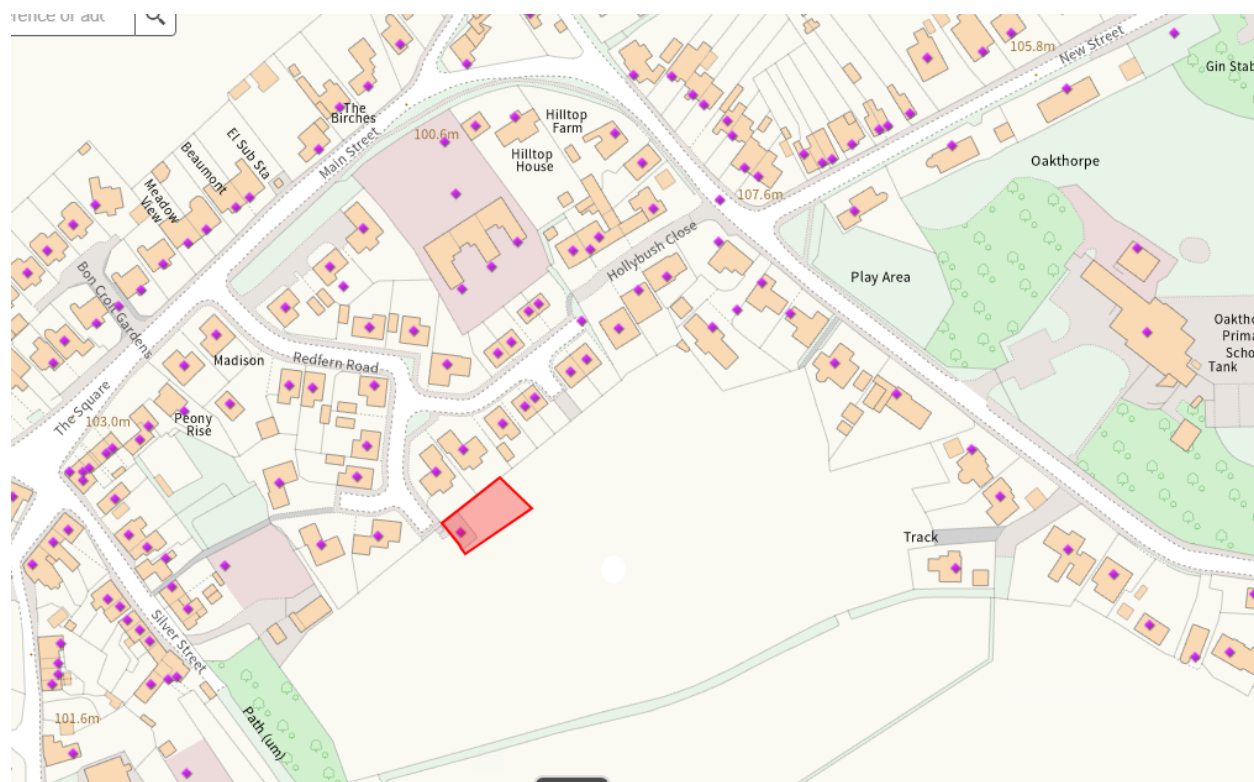 105.8m
New Street
Gin Stab
The
Birches
100.6m
Hilltop
Farm
Main Street
El Sub Sta
Hilltop
House
Oakthorpe
Beaumont
Meadow
View
107.6m
Hollybush Close
Play Area
Bon Croft Gardens
Oaktho
Prima
Scho
Tank
Madison
Redfern Road
The Square
103.0m
Peony
Rise
Track
Silver Street
101.6m
Path (um)